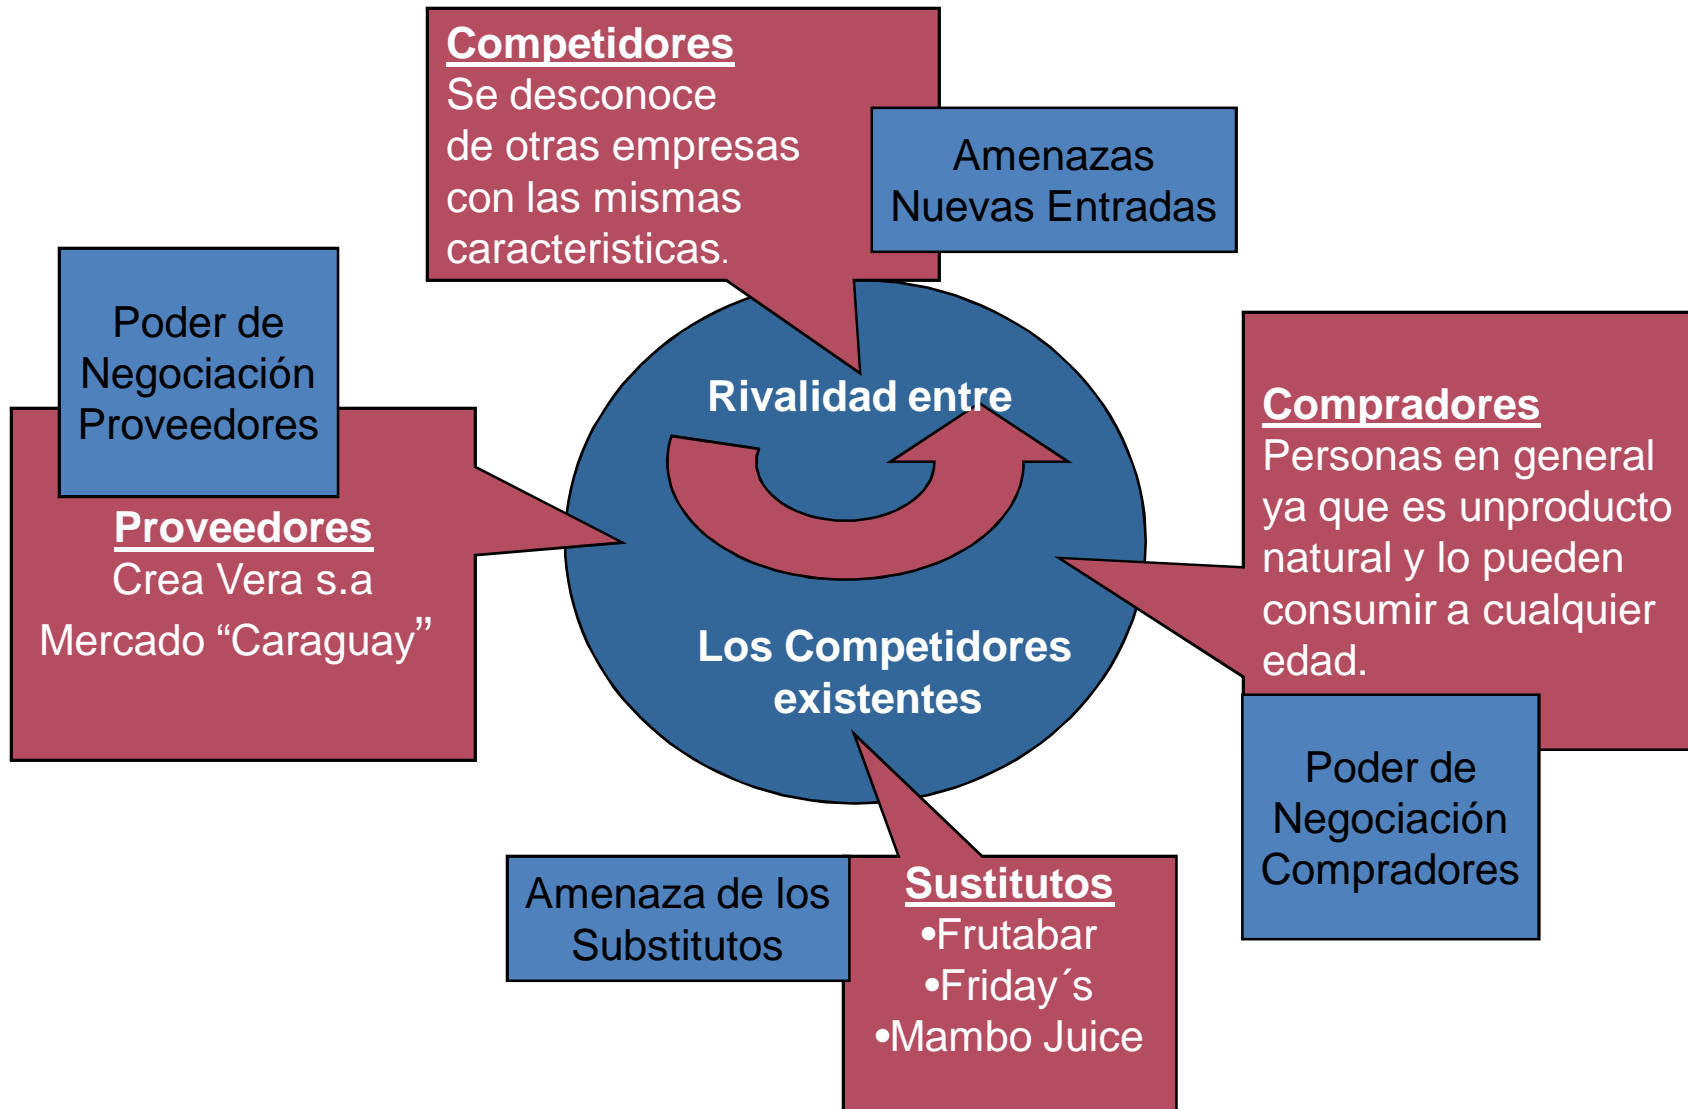 Competidores
Se desconoce
de otras empresas
con las mismas
caracteristicas.
Amenazas
Nuevas Entradas
Poder de
Negociación
Proveedores
Proveedores
Crea Vera s.a
Mercado “Caraguay”
Rivalidad entre
Los Competidores
existentes
Compradores
Personas en general
ya que es unproducto
natural y lo pueden
consumir a cualquier
edad.
Poder de
Negociación
Compradores
Amenaza de los
Substitutos
Sustitutos
•Frutabar
•Friday´s
•Mambo Juice